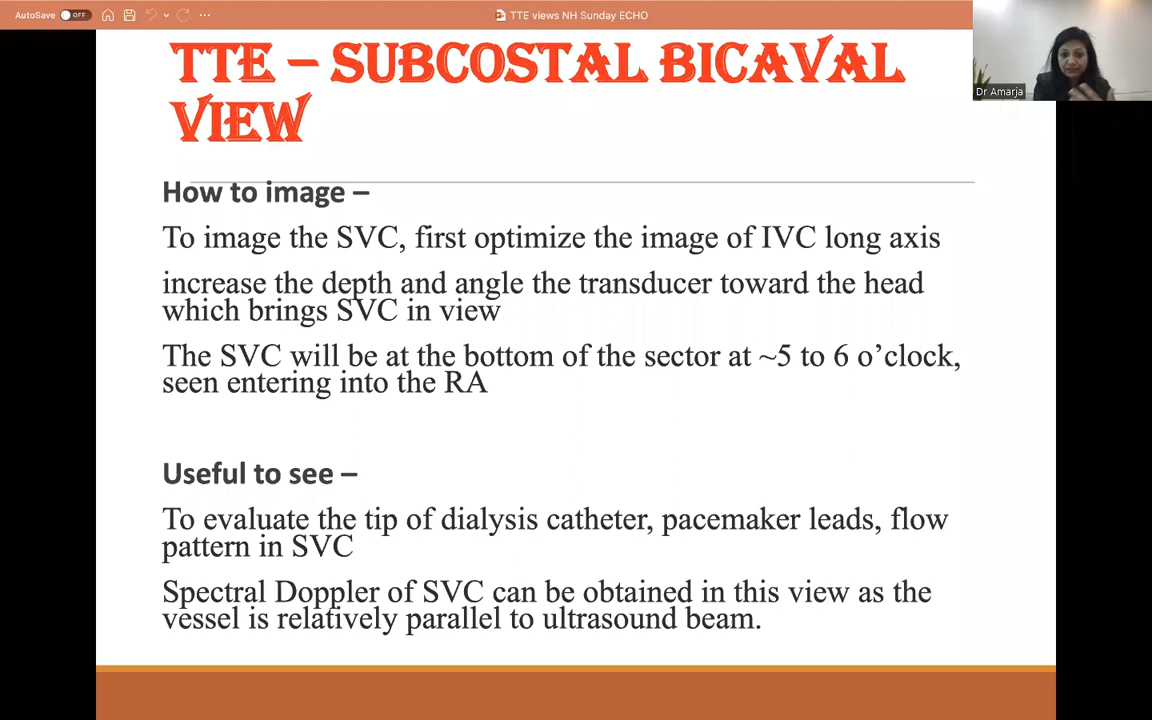 AutoSave OFF TTE views NH Sunday ECHO
Dr Amarja
TTE – SUBCOSTAL BICAVAL
VIEW
How to image –
To image the SVC, first optimize the image of IVC long axis
increase the depth and angle the transducer toward the head
which brings SVC in view
The SVC will be at the bottom of the sector at ~5 to 6 o’clock,
seen entering into the RA
Useful to see –
To evaluate the tip of dialysis catheter, pacemaker leads, flow
pattern in SVC
Spectral Doppler of SVC can be obtained in this view as the
vessel is relatively parallel to ultrasound beam.